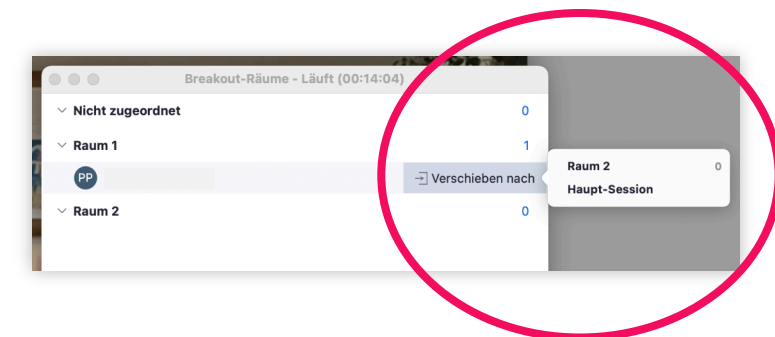 Breakout-Räume - Läuft (00:14:04)
Nicht zugeordnet 0
Raum 1 1
PP Verschieben nach
Raum 2 0
Haupt-Session
Raum 2 0